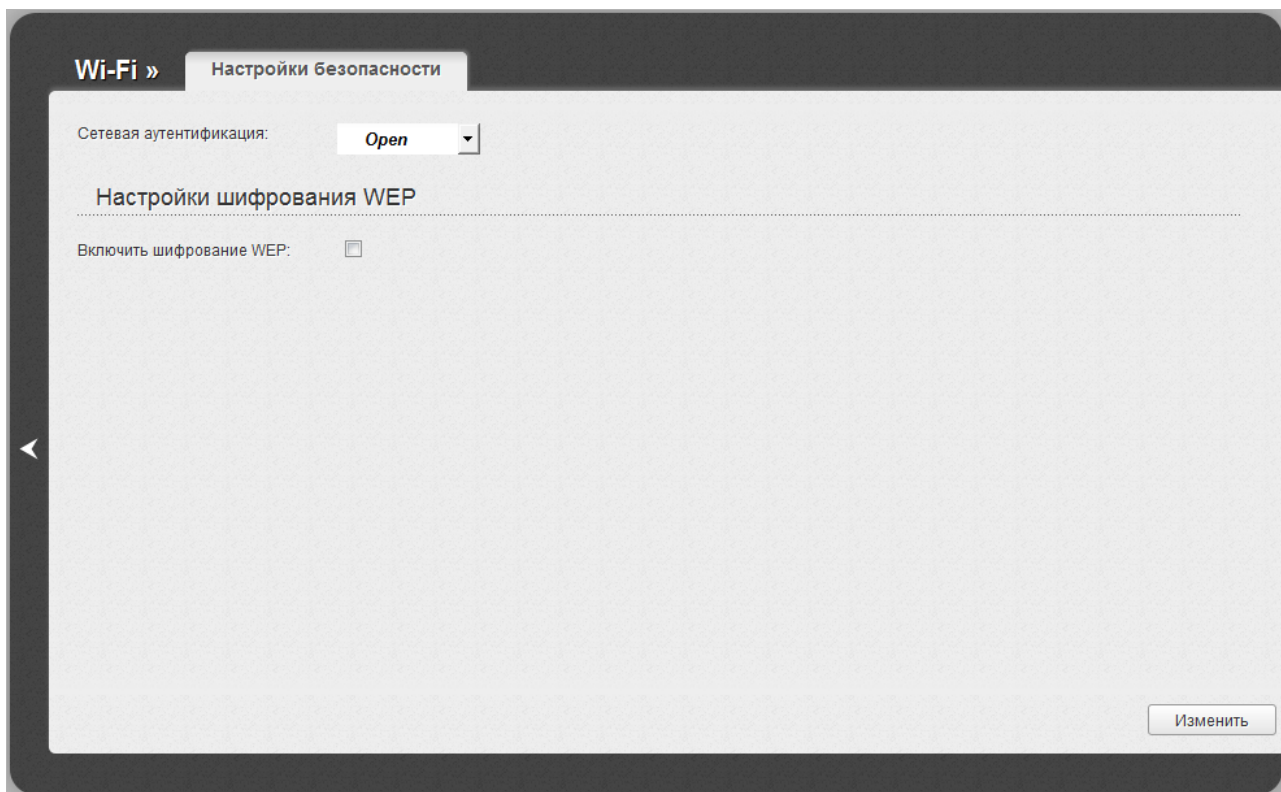 Wi-Fi » Настройки безопасности
Сетевая аутентификация: Open
Настройки шифрования WEP
Включить шифрование WEP:
Изменить